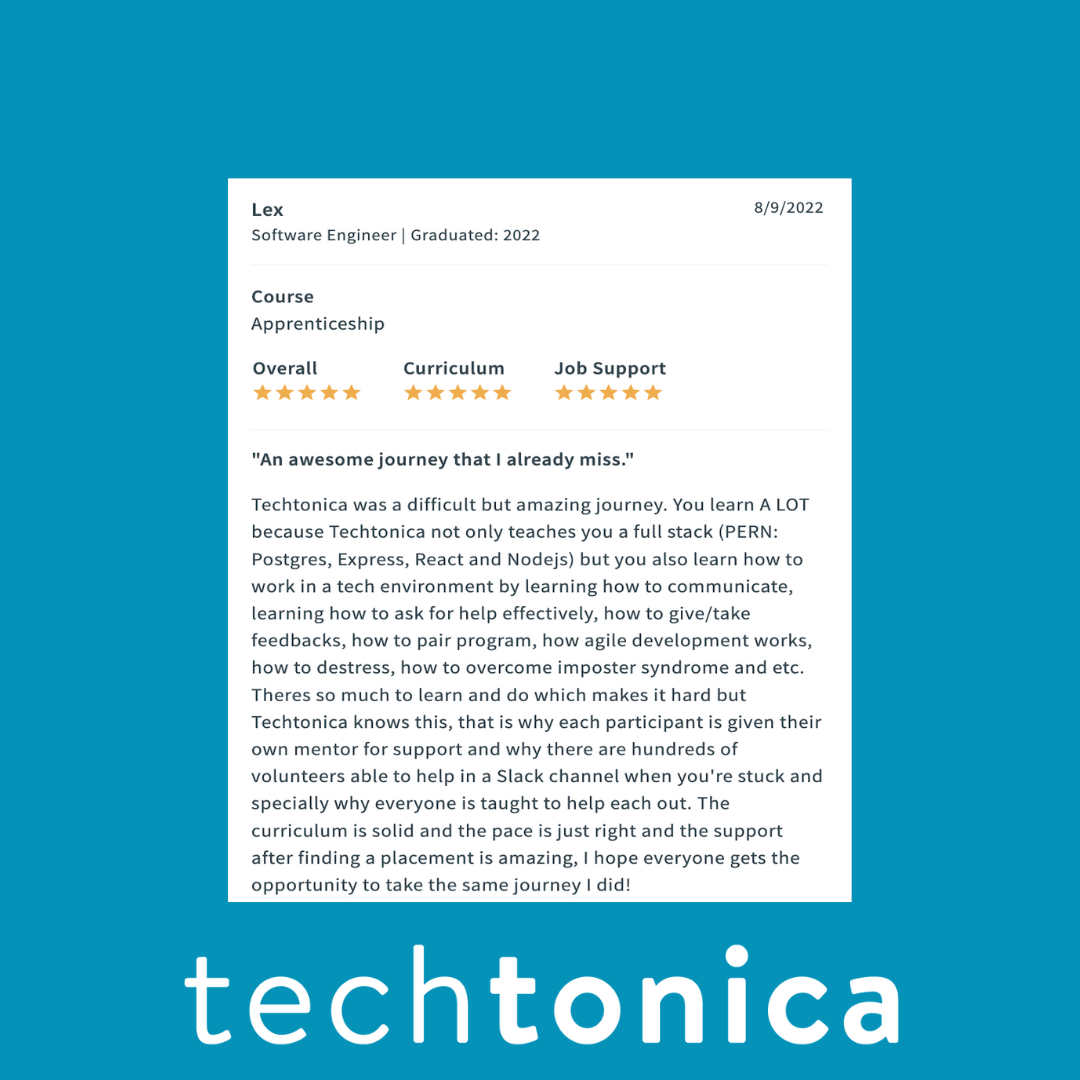 Lex
8/9/2022
Software Engineer | Graduated: 2022
Course
Apprenticeship
Overall
Curriculum
Job Support
"An awesome journey that I already miss."
Techtonica was a difficult but amazing journey. You learn A LOT
because Techtonica not only teaches you a full stack (PERN:
Postgres, Express, React and Nodejs) but you also learn how to
work in a tech environment by learning how to communicate,
learning how to ask for help effectively, how to give/take
feedbacks, how to pair program, how agile development works,
how to destress, how to overcome imposter syndrome and etc.
Theres so much to learn and do which makes it hard but
Techtonica knows this, that is why each participant is given their
own mentor for support and why there are hundreds of
volunteers able to help in a Slack channel when you're stuck and
specially why everyone is taught to help each out. The
curriculum is solid and the pace is just right and the support
after finding a placement is amazing, I hope everyone gets the
opportunity to take the same journey I did!
techtonica